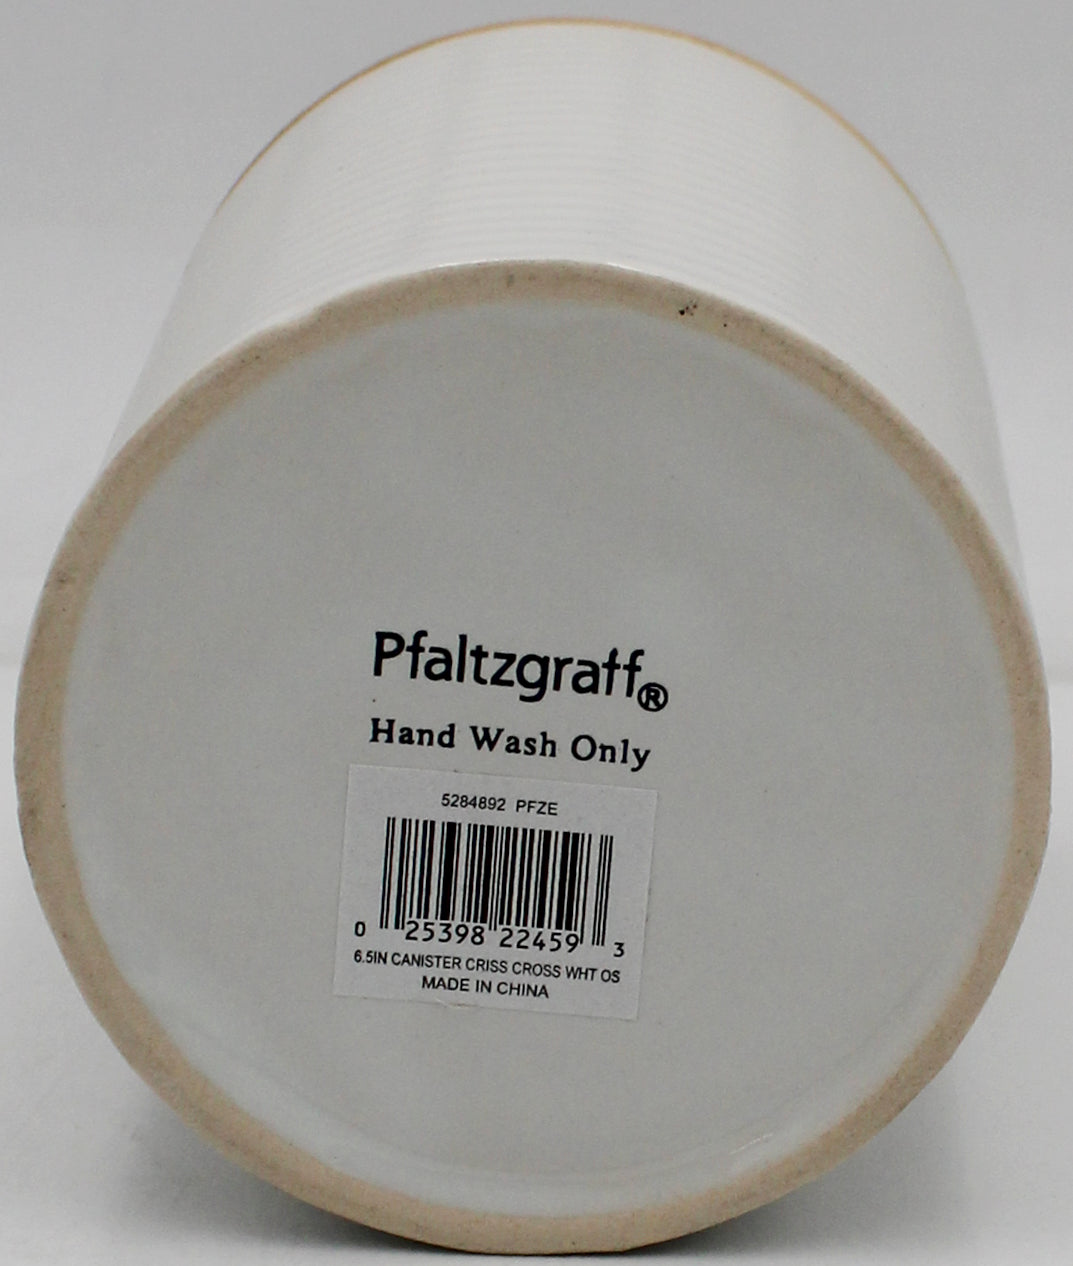 Pfaltzgraff®
Hand Wash Only
5284892 PFZE
0 25398 22459 3
6.5IN CANISTER CRISS CROSS WHT OS
MADE IN CHINA